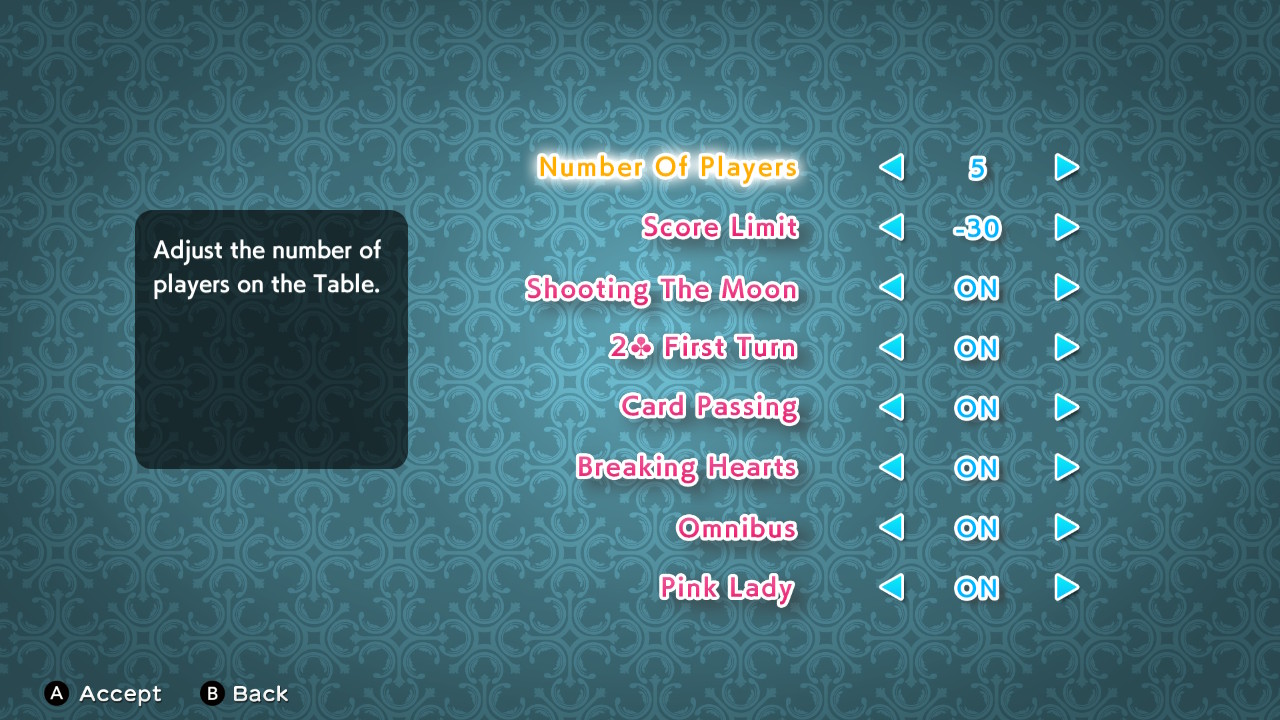 Number Of Players 5
Score Limit -30
Adjust the number of
players on the Table.
Shooting The Moon ON
2♣ First Turn ON
Card Passing ON
Breaking Hearts ON
Omnibus ON
Pink Lady ON
A Accept B Back